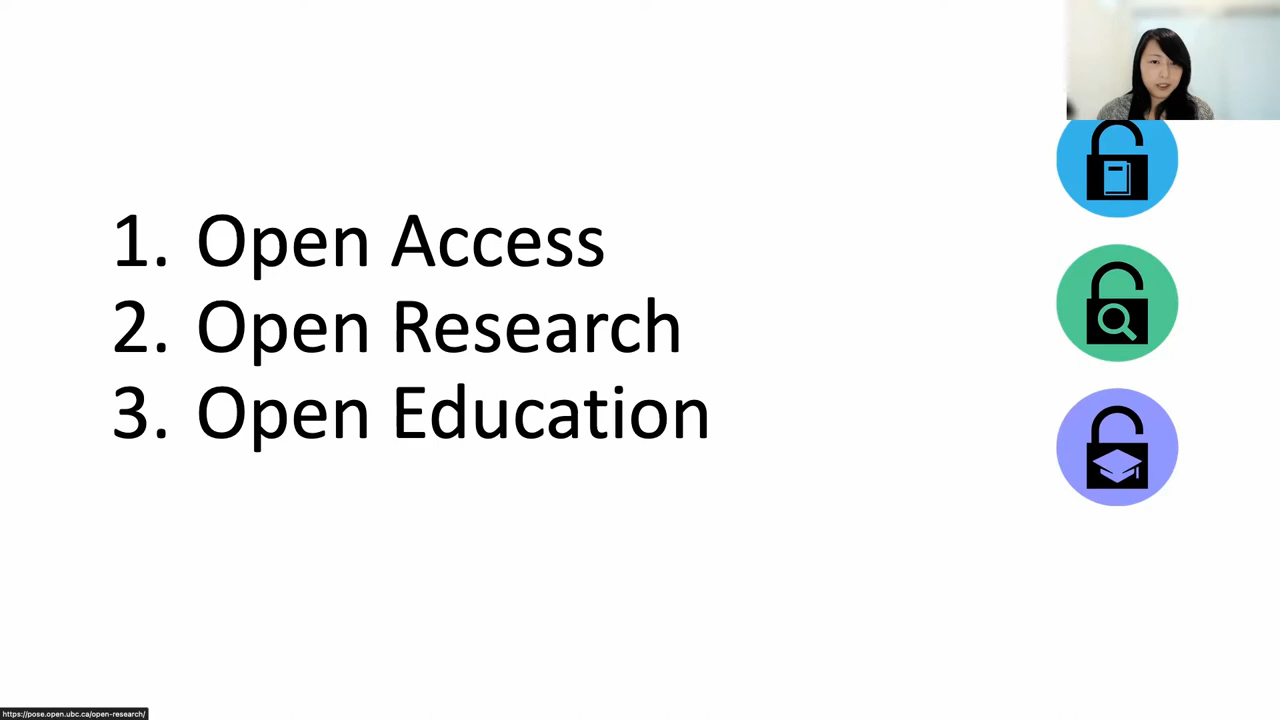 1. Open Access
2. Open Research
3. Open Education
https://pose.open.ubc.ca/open-research/